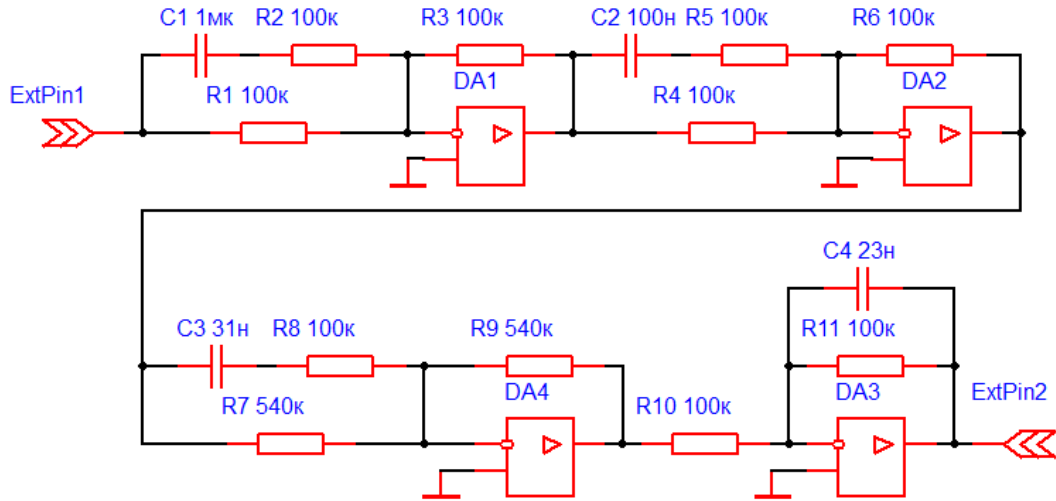 C1 1мк R2 100к R3 100к C2 100н R5 100к R6 100к
ExtPin1 R1 100к DA1 R4 100к DA2
C4 23н
C3 31н R8 100к R9 540к R11 100к
R7 540к DA4 R10 100к DA3 ExtPin2